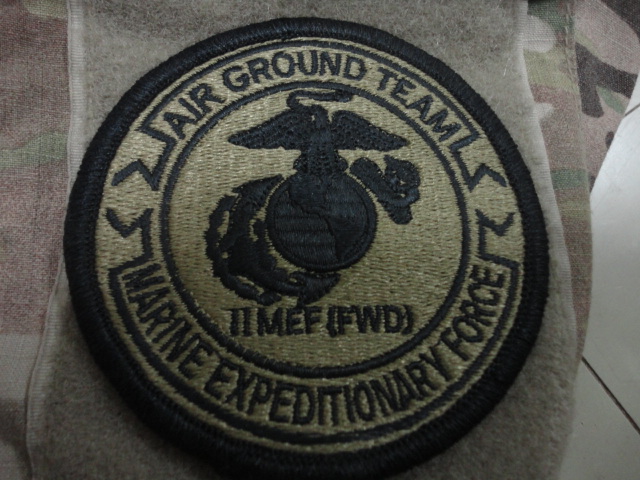 AIR GROUND TEAM
II MEF (FWD)
MARINE EXPEDITIONARY FORCE